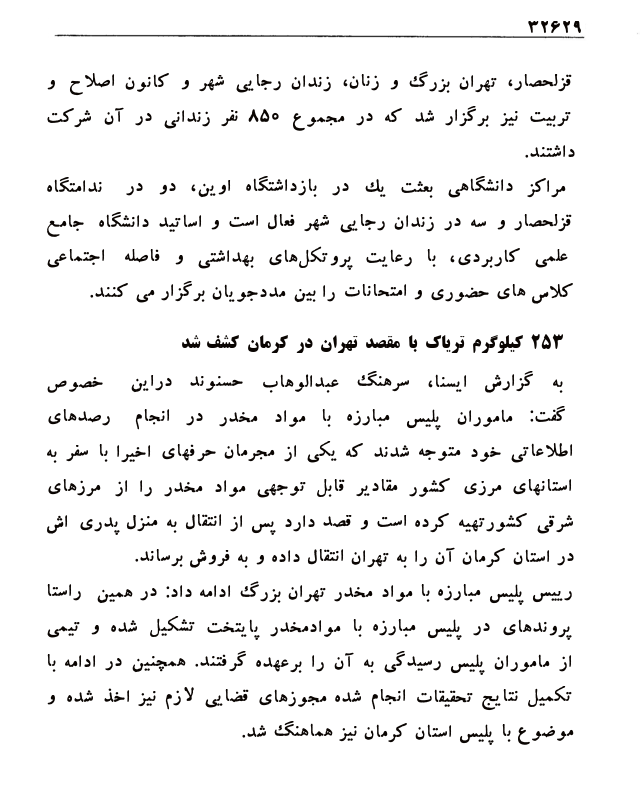 ۳۲۶۲۹
قزلحصار، تهران بزرگ و زنان، زندان رجایی شهر و کانون اصلاح و
تربیت نیز برگزار شد که در مجموع ۸۵۰ نفر زندانی در آن شرکت
داشتند.
مراکز دانشگاهی بعثت یك در بازداشتگاه اوین، دو در ندامتگاه
قزلحصار و سه در زندان رجایی شهر فعال است و اساتید دانشگاه جامع
علمی کاربردی، با رعایت پروتکل‌های بهداشتی و فاصله اجتماعی
کلاس های حضوری و امتحانات را بین مددجویان برگزار می کنند.
۲۵۳ کیلوگرم تریاک با مقصد تهران در کرمان کشف شد
به گزارش ایسنا، سرهنگ عبدالوهاب حسنوند دراین خصوص
گفت: ماموران پلیس مبارزه با مواد مخدر در انجام رصدهای
اطلاعاتی خود متوجه شدند که یکی از مجرمان حرفهای اخیرا با سفر به
استانهای مرزی کشور مقادیر قابل توجهی مواد مخدر را از مرزهای
شرقی کشورتهیه کرده است و قصد دارد پس از انتقال به منزل پدری اش
در استان کرمان آن را به تهران انتقال داده و به فروش برساند.
رییس پلیس مبارزه با مواد مخدر تهران بزرگ ادامه داد: در همین راستا
پروندهای در پلیس مبارزه با موادمخدر پایتخت تشکیل شده و تیمی
از ماموران پلیس رسیدگی به آن را برعهده گرفتند. همچنین در ادامه با
تکمیل نتایج تحقیقات انجام شده مجوزهای قضایی لازم نیز اخذ شده و
موضوع با پلیس استان کرمان نیز هماهنگ شد.